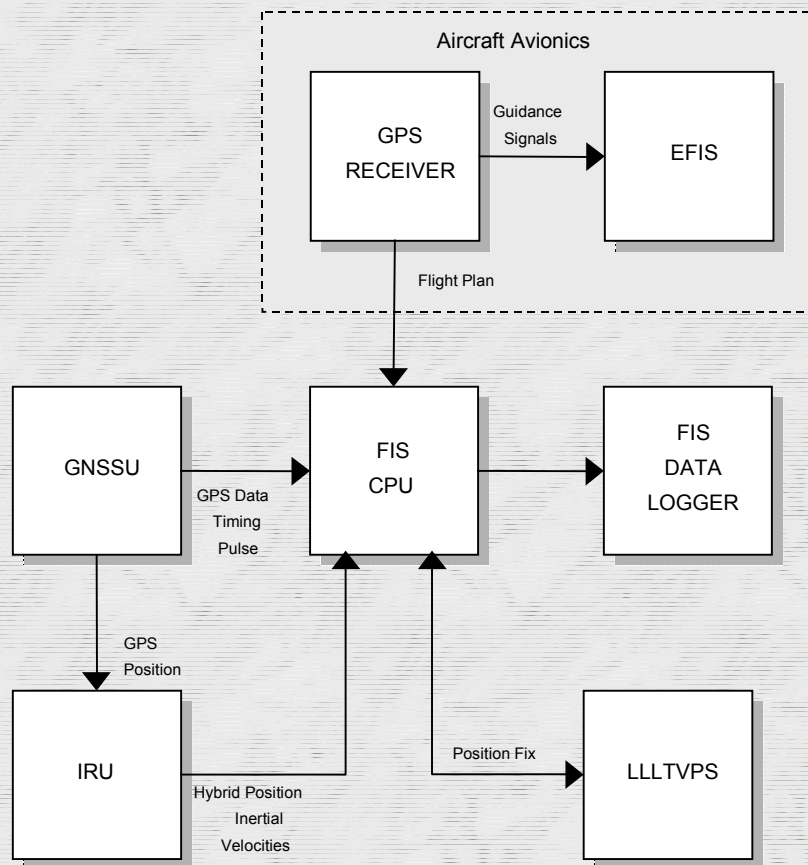 Aircraft Avionics
GPS
RECEIVER
Guidance
Signals
EFIS
Flight Plan
GNSSU
GPS Data
Timing
Pulse
FIS
CPU
FIS
DATA
LOGGER
GPS
Position
IRU
Hybrid Position
Inertial
Velocities
Position Fix
LLLTVPS